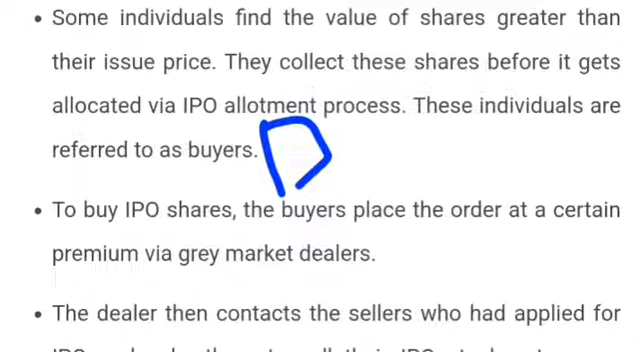 • Some individuals find the value of shares greater than
their issue price. They collect these shares before it gets
allocated via IPO allotment process. These individuals are
referred to as buyers.
• To buy IPO shares, the buyers place the order at a certain
premium via grey market dealers.
• The dealer then contacts the sellers who had applied for